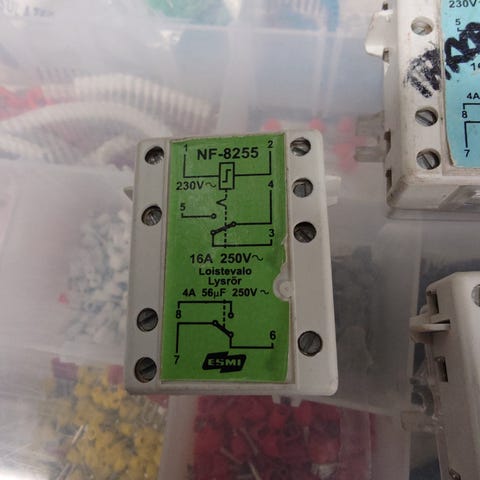 1 NF-8255 2
230V~
5 4
3
16A 250V~
Loistevalo
Lysrör
4A 56µF 250V~
8
7 6
ESMI
230V
5
4A
8
7